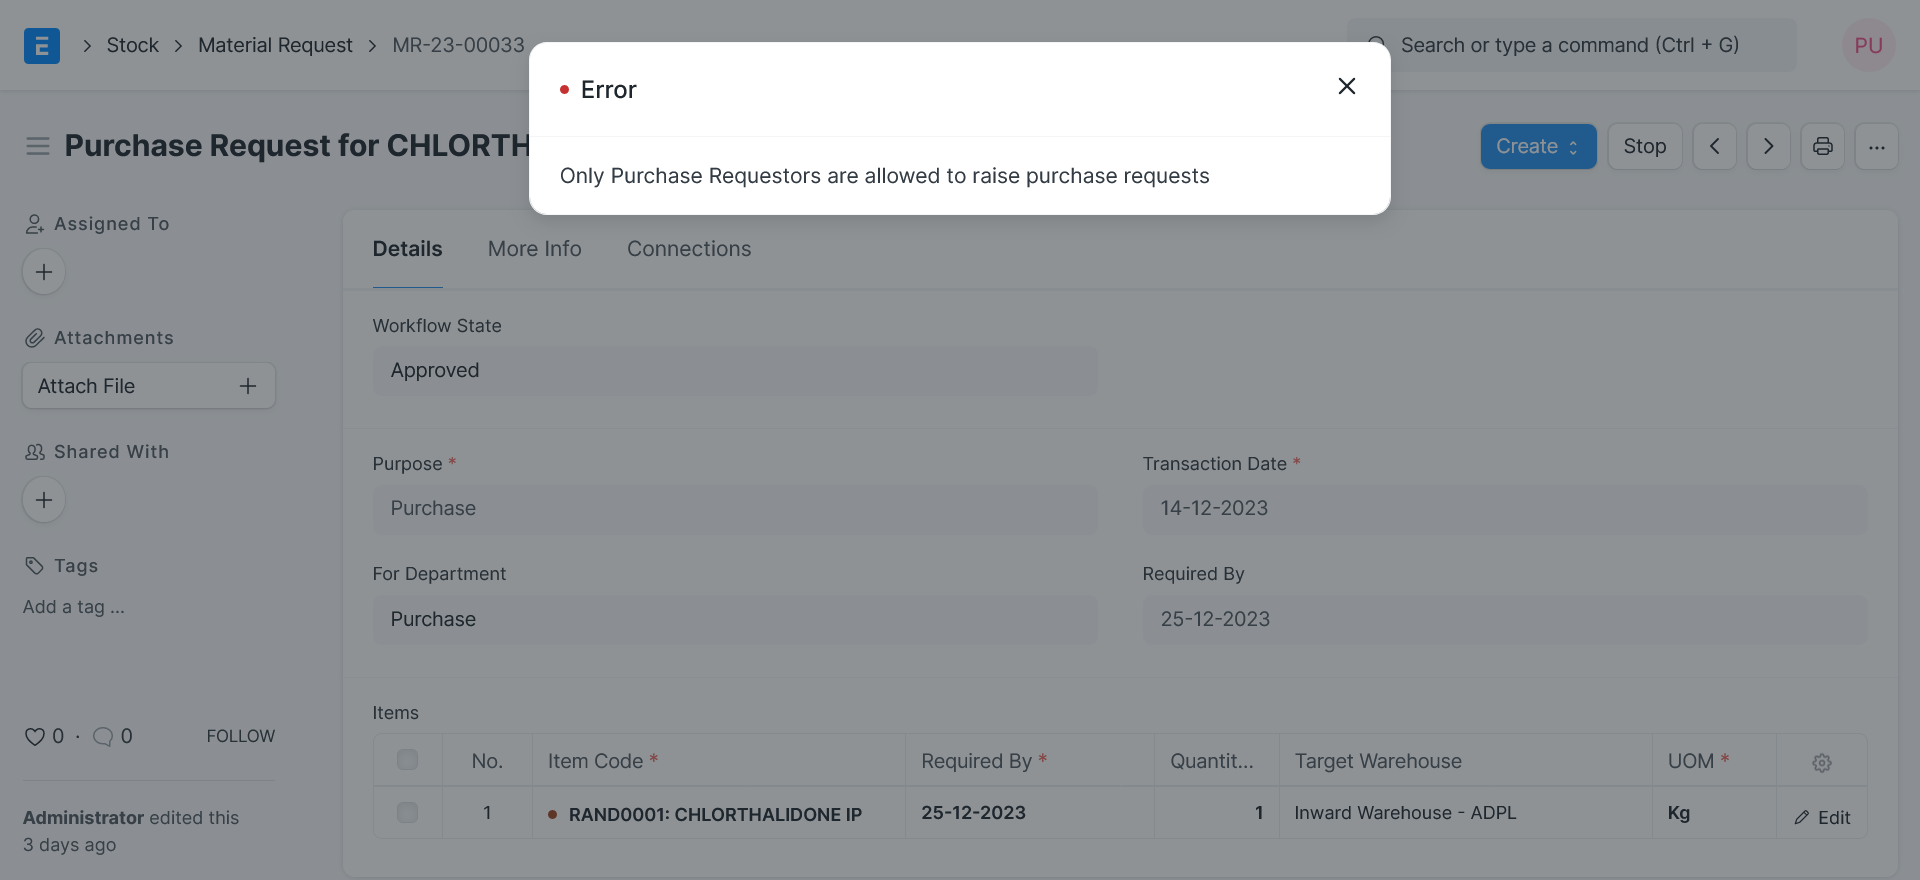 E
Stock
Material Request
MR-23-00033
Search or type a command (Ctrl + G)
PU
Error
Only Purchase Requestors are allowed to raise purchase requests
Purchase Request for CHLORTH
Create
Stop
...
Assigned To
Attachments
Attach File
Shared With
Tags
Add a tag ...
0 · 0
FOLLOW
Administrator edited this
3 days ago
Details
More Info
Connections
Workflow State
Approved
Purpose *
Purchase
Transaction Date *
14-12-2023
For Department
Purchase
Required By
25-12-2023
Items
No. Item Code * Required By * Quantit... Target Warehouse UOM *
1 RAND0001: CHLORTHALIDONE IP 25-12-2023 1 Inward Warehouse - ADPL Kg Edit